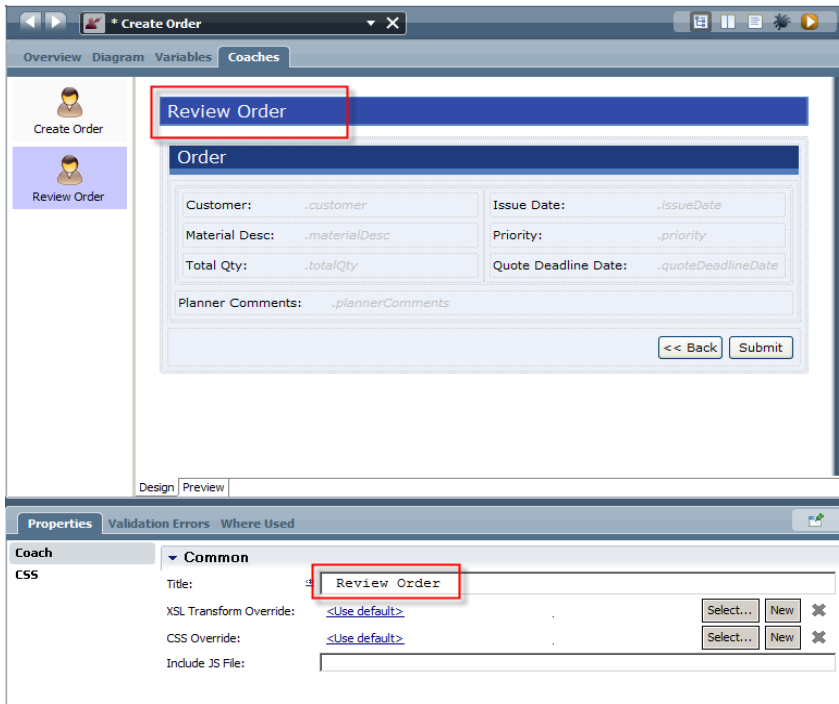 * Create Order
Overview Diagram Variables Coaches
Create Order
Review Order
Review Order
Order
Customer: .customer Issue Date: .issueDate
Material Desc: .materialDesc Priority: .priority
Total Qty: .totalQty Quote Deadline Date: .quoteDeadlineDate
Planner Comments: .plannerComments
<< Back Submit
Design Preview
Properties Validation Errors Where Used
Coach
CSS
Common
Title: Review Order
XSL Transform Override: <Use default> Select... New
CSS Override: <Use default> Select... New
Include JS File: